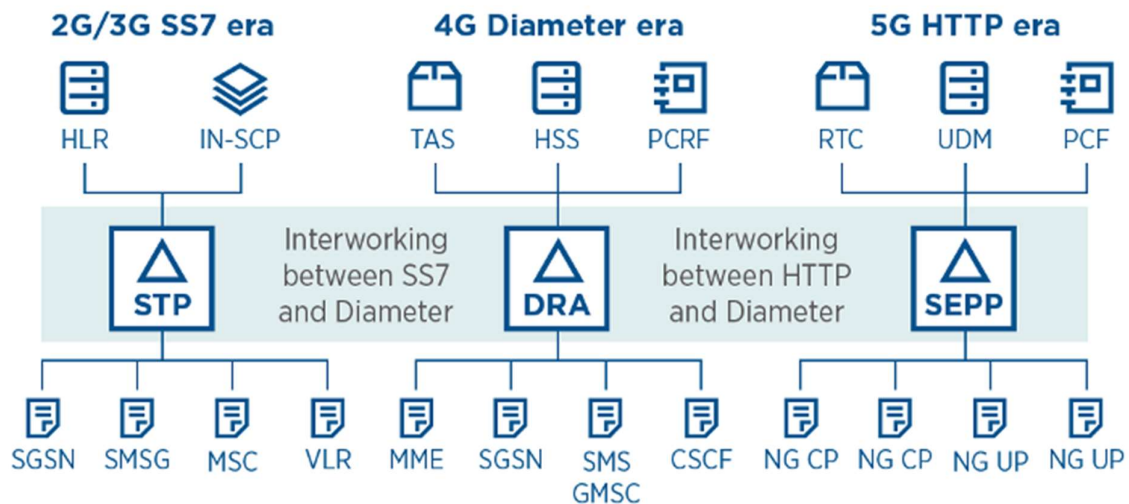 2G/3G SS7 era
4G Diameter era
5G HTTP era
HLR
IN-SCP
TAS
HSS
PCRF
RTC
UDM
PCF
STP
Interworking
between SS7
and Diameter
DRA
Interworking
between HTTP
and Diameter
SEPP
SGSN
SMSG
MSC
VLR
MME
SGSN
SMS
GMSC
CSCF
NG CP
NG CP
NG UP
NG UP